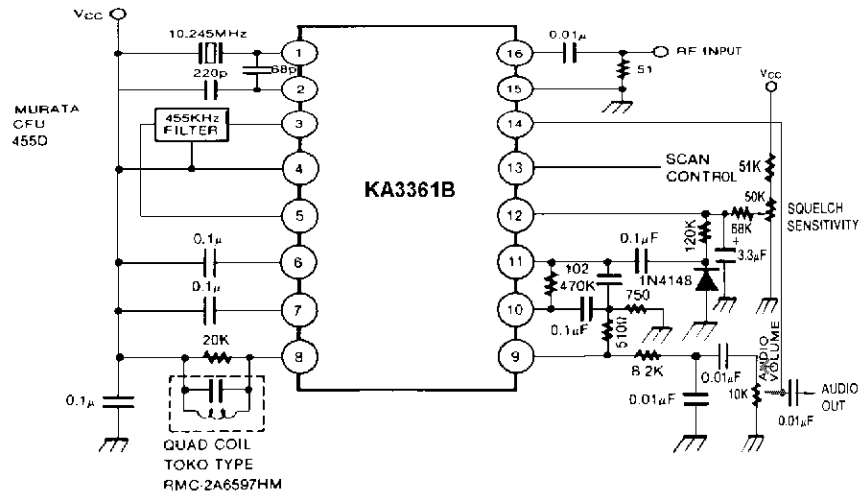 Vcc
10.245MHz
68p
220p
MURATA
CFU
455D
455KHz
FILTER
0.1µ
0.1µ
20K
0.1µ
QUAD COIL
TOKO TYPE
RMC-2A6597HM
1
2
3
4
5
6
7
8
KA3361B
16
15
14
13
12
11
10
9
0.01µ
RF INPUT
51
Vcc
SCAN
CONTROL
51K
50K
SQUELCH
SENSITIVITY
68K
+
3.3µF
120K
0.1µF
1N4148
102
470K
750
0.1µF
510Ω
8.2K
0.01µF
0.01µF
AUDIO
VOLUME
10K
AUDIO
OUT
0.01µF